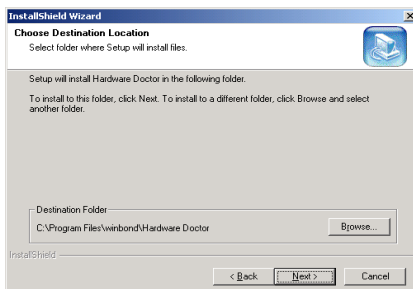 InstallShield Wizard
Choose Destination Location
Select folder where Setup will install files.
Setup will install Hardware Doctor in the following folder.
To install to this folder, click Next. To install to a different folder, click Browse and select
another folder.
Destination Folder
C:\Program Files\winbond\Hardware Doctor
Browse...
InstallShield
< Back
Next >
Cancel